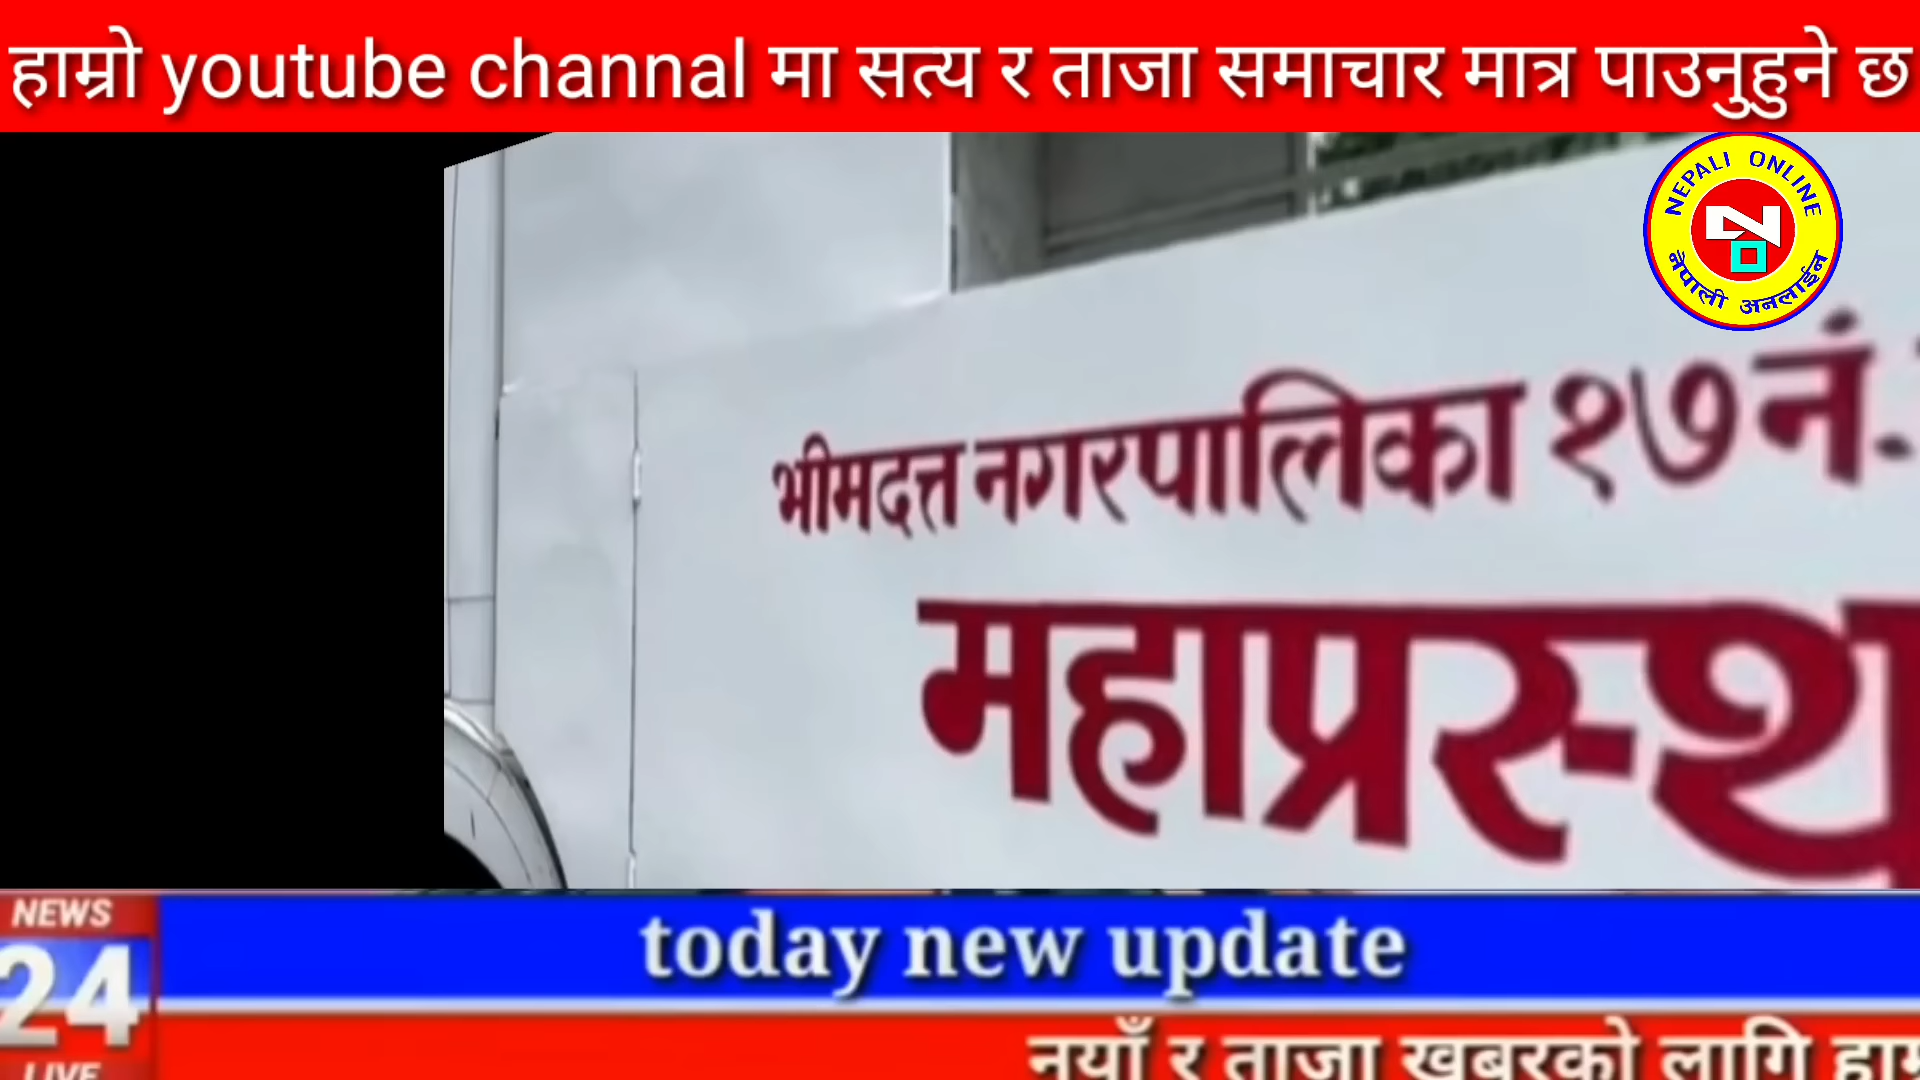 हाम्रो youtube channal मा सत्य र ताजा समाचार मात्र पाउनुहुने छ
NEPALI ONLINE
नेपाली अनलाईन
भीमदत्त नगरपालिका १७ नं.
महाप्रस्थ
NEWS
24
LIVE
today new update
नयाँ र ताजा खबरको लागि हाम